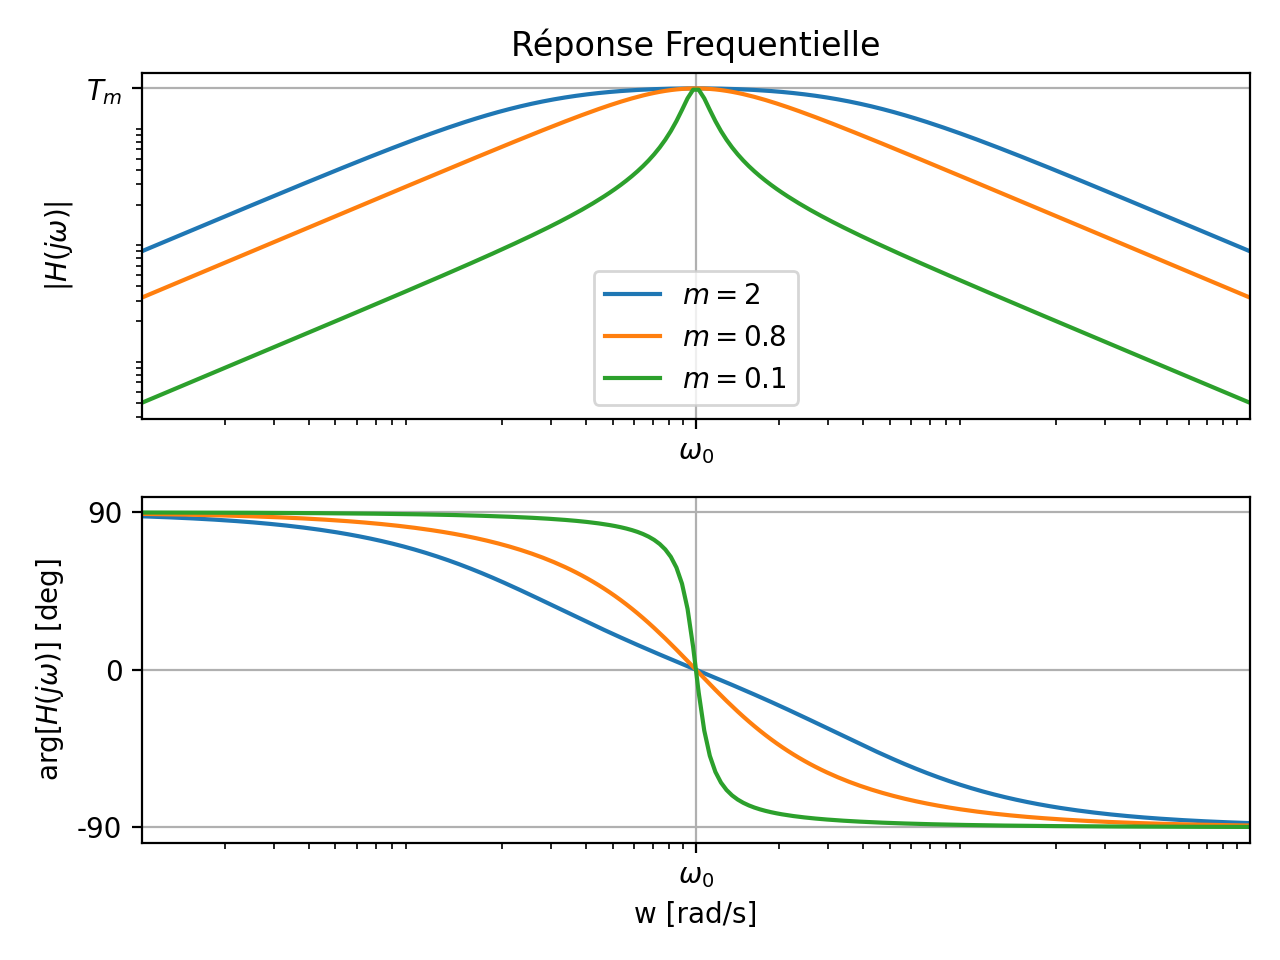 Réponse Frequentielle
T_m
|H(jω)|
m = 2
m = 0.8
m = 0.1
ω₀
90
0
-90
arg[H(jω)] [deg]
ω₀
w [rad/s]